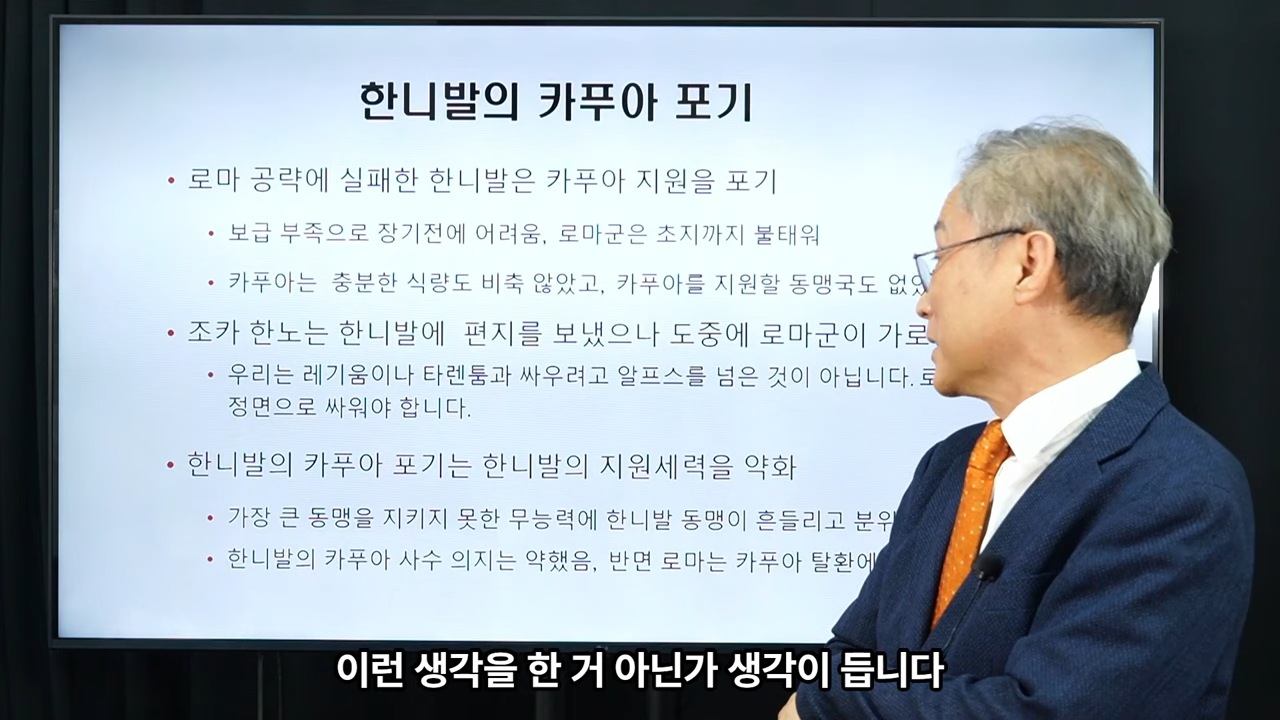 한니발의 카푸아 포기
• 로마 공략에 실패한 한니발은 카푸아 지원을 포기
• 보급 부족으로 장기전에 어려움, 로마군은 초지까지 불태워
• 카푸아는 충분한 식량도 비축 않았고, 카푸아를 지원할 동맹국도
• 조카 한노는 한니발에 편지를 보냈으나 도중에 로마군이
• 우리는 레기움이나 타렌툼과 싸우려고 알프스를 넘은 것이 아닙니다.
정면으로 싸워야 합니다.
• 한니발의 카푸아 포기는 한니발의 지원세력을 약화
• 가장 큰 동맹을 지키지 못한 무능력에 한니발 동맹이 흔들리고
• 한니발의 카푸아 사수 의지는 약했음, 반면 로마는 카푸아 탈환에
이런 생각을 한 거 아닌가 생각이 듭니다